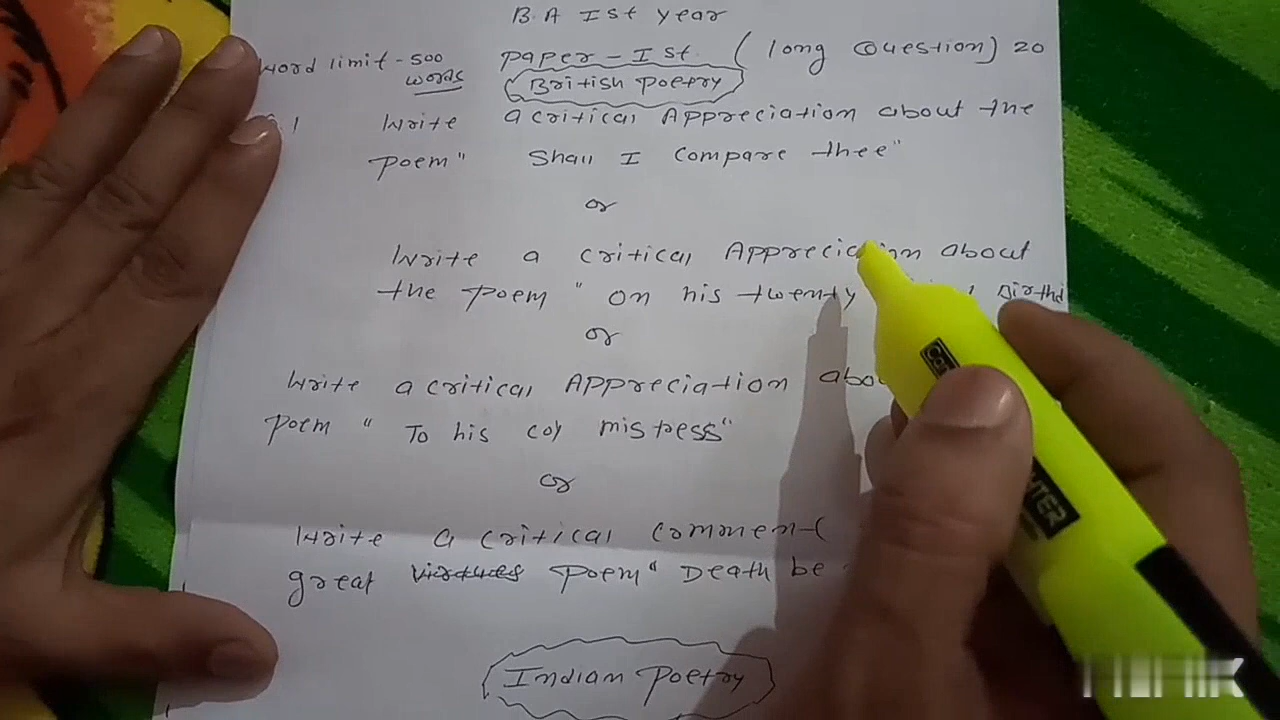 B.A Ist year
word limit - 500 paper - Ist. ( long Question) 20
words British poetry
1 Write a critical Appreciation about the
poem" Shall I compare thee"
or
Write a critical Appreciation about
the poem " on his twenty
or
Write a critical Appreciation
poem " To his coy mistress"
or
Write a critical comment
great poem" Death be
Indian poetry